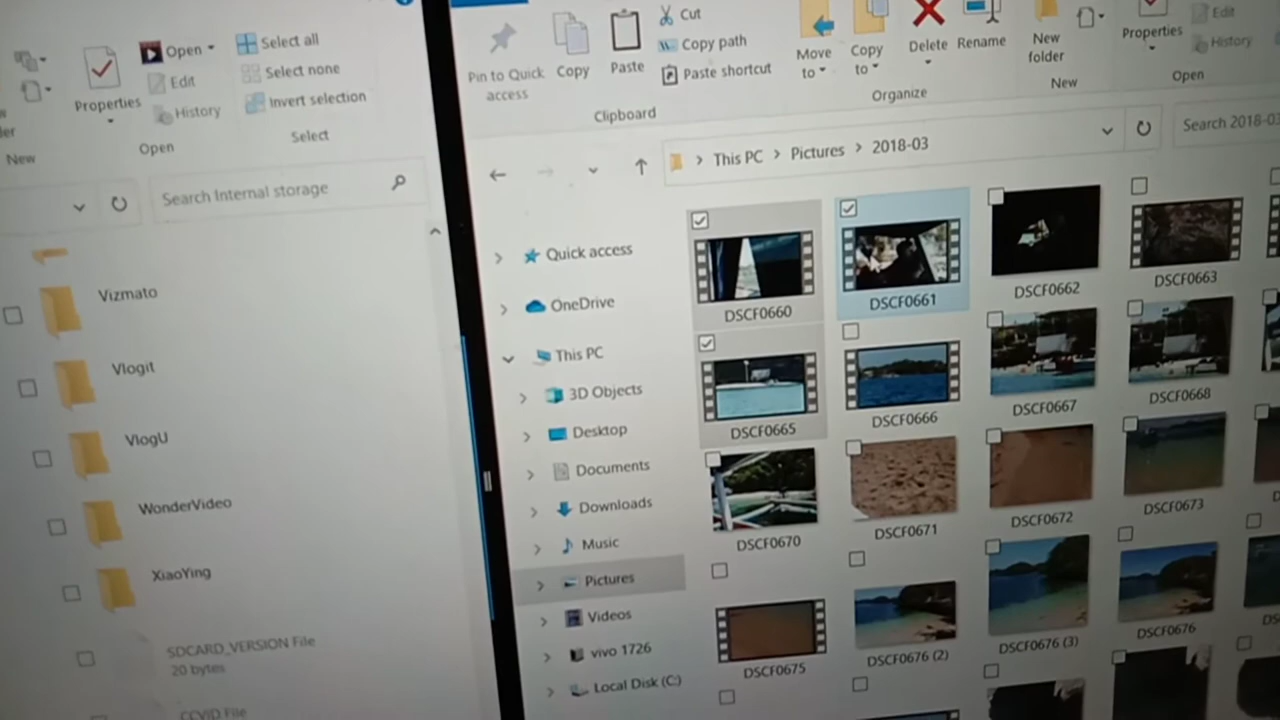 Open
Edit
History
Properties
Select all
Select none
Invert selection
New
Open
Select
Search Internal storage
Vizmato
Vlogit
VlogU
WonderVideo
XiaoYing
SDCARD_VERSION File
20 bytes
File
Pin to Quick access
Copy
Paste
Cut
Copy path
Paste shortcut
Clipboard
Move to
Copy to
Delete
Rename
Organize
New folder
New
Properties
Edit
History
Open
This PC > Pictures > 2018-03
Search 2018-03
Quick access
OneDrive
This PC
3D Objects
Desktop
Documents
Downloads
Music
Pictures
Videos
vivo 1726
Local Disk (C:)
DSCF0660
DSCF0661
DSCF0662
DSCF0663
DSCF0665
DSCF0666
DSCF0667
DSCF0668
DSCF0670
DSCF0671
DSCF0672
DSCF0673
DSCF0675
DSCF0676 (2)
DSCF0676 (3)
DSCF0676